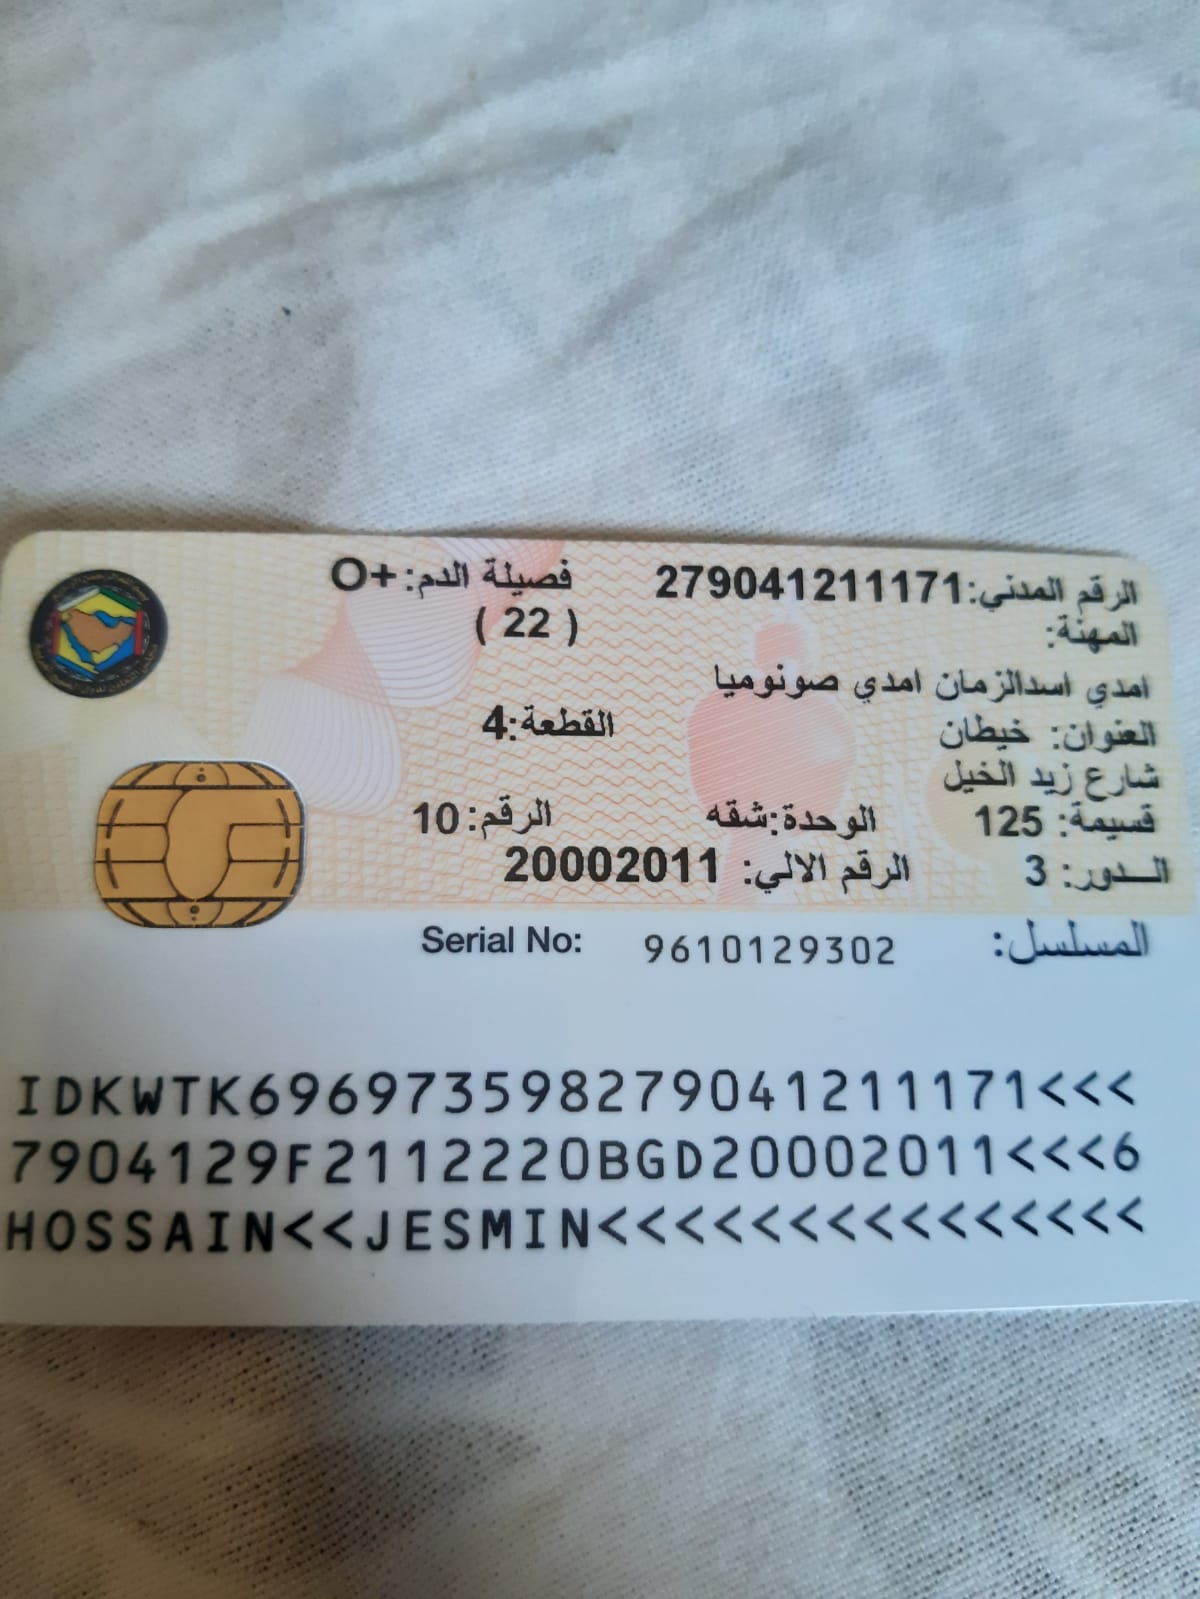 الرقم المدني:279041211171 فصيلة الدم:+O
المهنة: ( 22 )
امدي اسدالزمان امدي صونوميا
العنوان: خيطان القطعة:4
شارع زيد الخيل
قسيمة: 125 الوحدة:شقه الرقم:10
الـــدور: 3 الرقم الالي: 20002011
Serial No: 9610129302 المسلسل:
IDKWTK696973598279041211171<<<
7904129F2112220BGD20002011<<<6
HOSSAIN<<JESMIN<<<<<<<<<<<<<<<